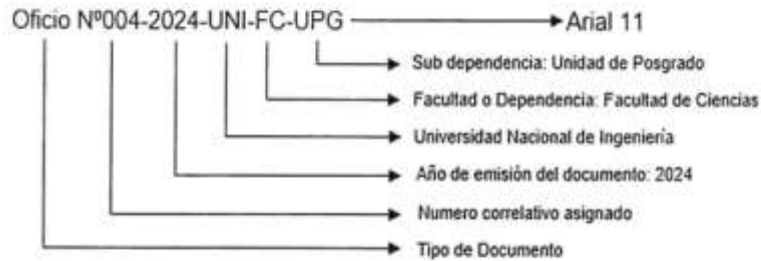 Oficio Nº004-2024-UNI-FC-UPG Arial 11
Sub dependencia: Unidad de Posgrado
Facultad o Dependencia: Facultad de Ciencias
Universidad Nacional de Ingeniería
Año de emisión del documento: 2024
Numero correlativo asignado
Tipo de Documento